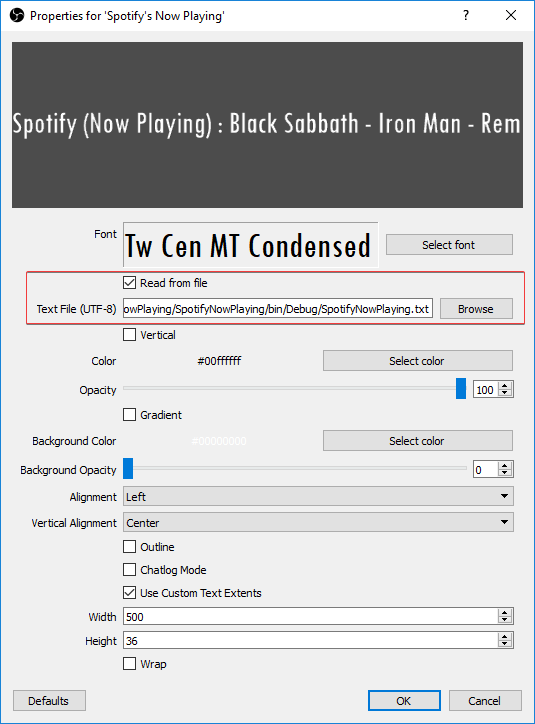 Properties for 'Spotify's Now Playing'
Spotify (Now Playing) : Black Sabbath - Iron Man - Rem
Font Tw Cen MT Condensed Select font
Read from file
Text File (UTF-8) owPlaying/SpotifyNowPlaying/bin/Debug/SpotifyNowPlaying.txt Browse
Vertical
Color #00ffffff Select color
Opacity 100
Gradient
Background Color #00000000 Select color
Background Opacity 0
Alignment Left
Vertical Alignment Center
Outline
Chatlog Mode
Use Custom Text Extents
Width 500
Height 36
Wrap
Defaults OK Cancel